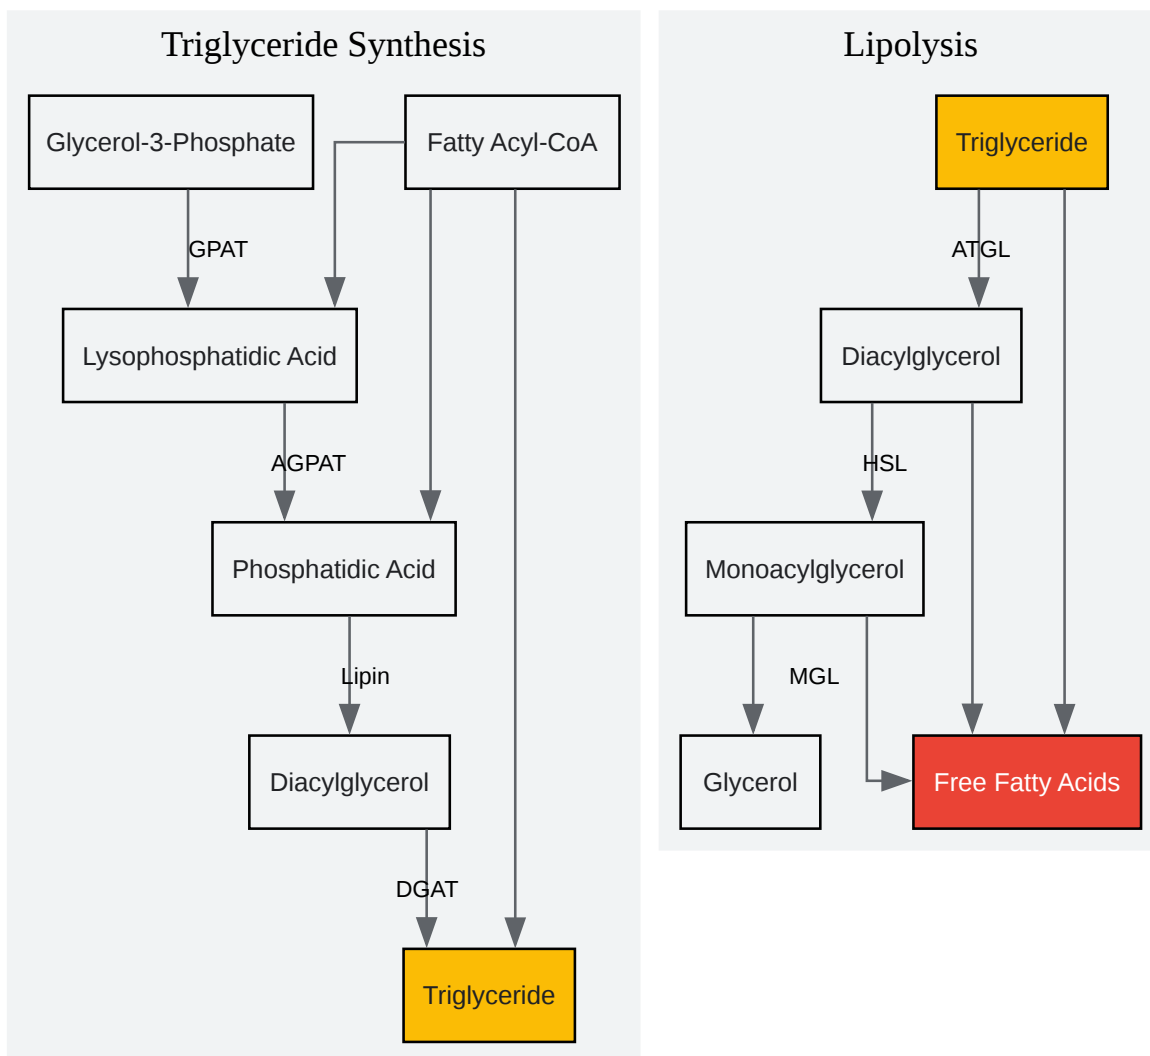 Triglyceride Synthesis
Glycerol-3-Phosphate
Fatty Acyl-CoA
GPAT
Lysophosphatidic Acid
AGPAT
Phosphatidic Acid
Lipin
Diacylglycerol
DGAT
Triglyceride
Lipolysis
Triglyceride
ATGL
Diacylglycerol
HSL
Monoacylglycerol
MGL
Glycerol
Free Fatty Acids